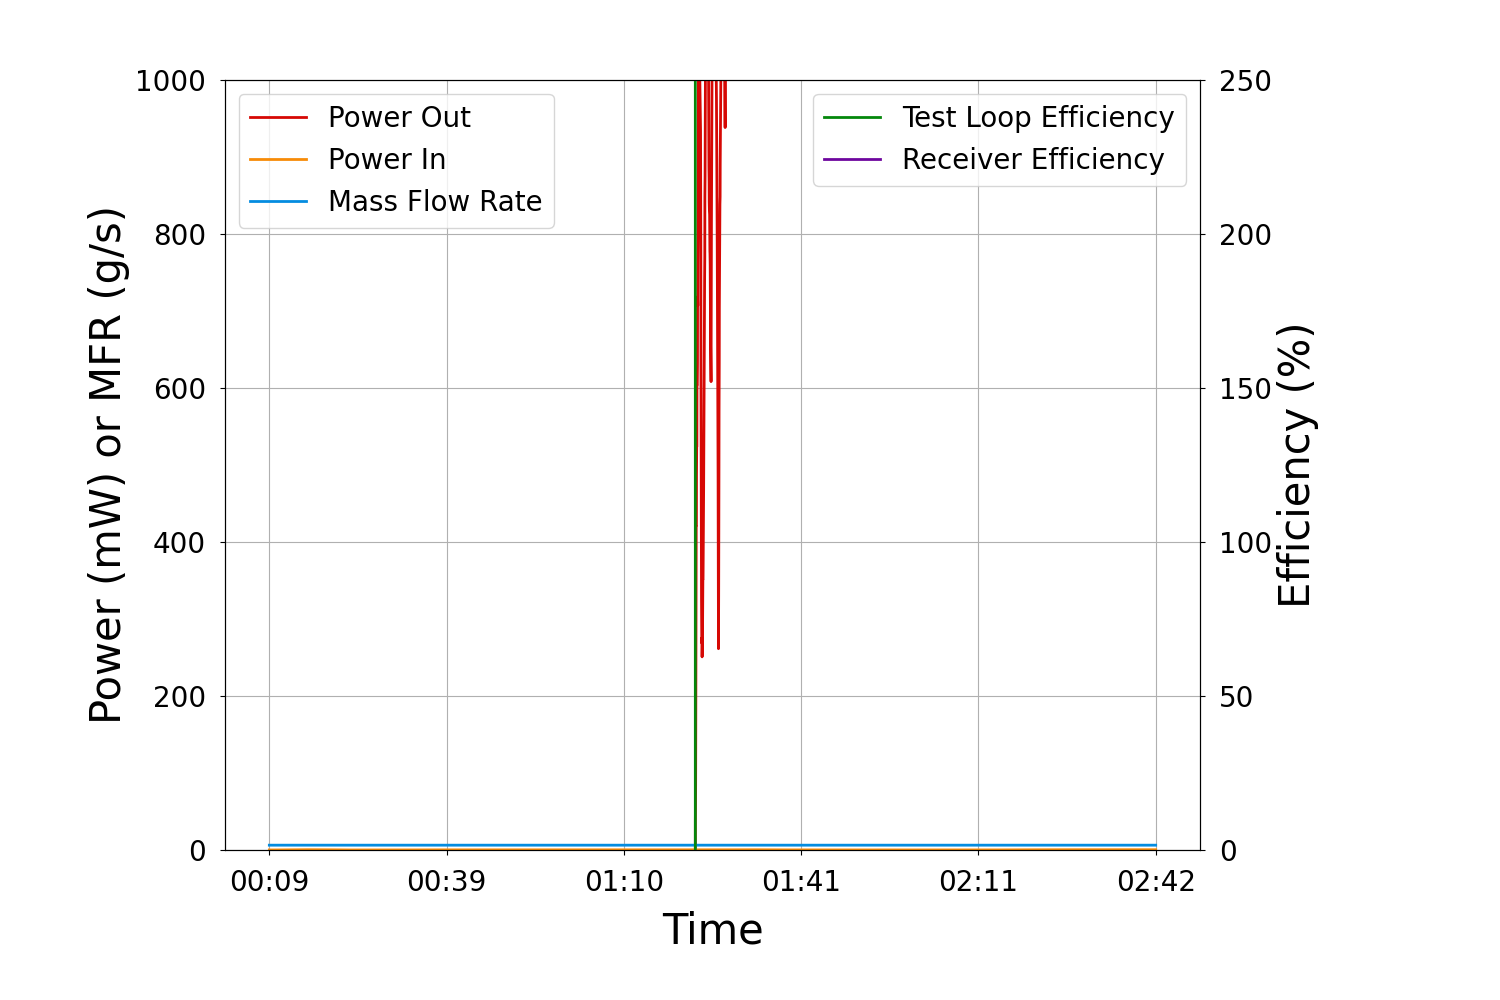 Power Out
Power In
Mass Flow Rate
Test Loop Efficiency
Receiver Efficiency
1000
800
600
400
200
0
Power (mW) or MFR (g/s)
250
200
150
100
50
0
Efficiency (%)
00:09 00:39 01:10 01:41 02:11 02:42
Time